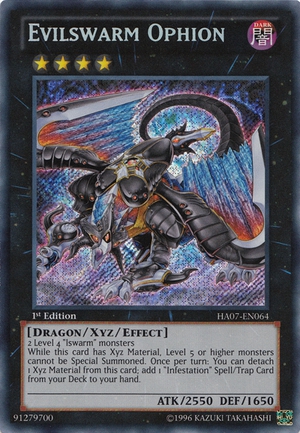 Evilswarm Ophion
DARK
闇
1st Edition
HA07-EN064
[Dragon/Xyz/Effect]
2 Level 4 "lswarm" monsters
While this card has Xyz Material, Level 5 or higher monsters
cannot be Special Summoned. Once per turn: You can detach
1 Xyz Material from this card; add 1 "Infestation" Spell/Trap Card
from your Deck to your hand.
ATK/2550 DEF/1650
91279700
©1996 KAZUKI TAKAHASHI